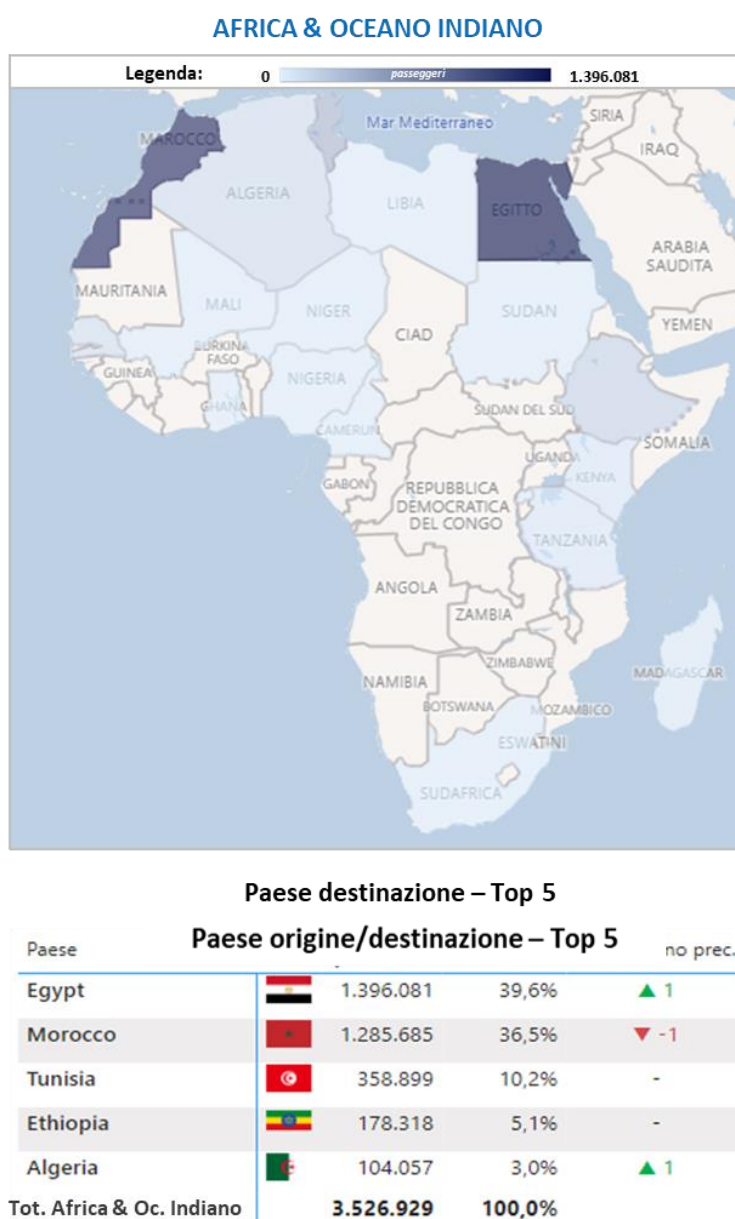 AFRICA & OCEANO INDIANO
Legenda: 0 passeggeri 1.396.081
Mar Mediterraneo
SIRIA
MAROCCO
IRAQ
ALGERIA
LIBIA
EGITTO
ARABIA
SAUDITA
MAURITANIA
MALI
NIGER
SUDAN
YEMEN
CIAD
BURKINA
FASO
GUINEA
NIGERIA
GHANA
SUDAN DEL SUD
CAMERUN
SOMALIA
UGANDA
KENYA
GABON
REPUBBLICA
DEMOCRATICA
DEL CONGO
TANZANIA
ANGOLA
ZAMBIA
ZIMBABWE
NAMIBIA
MADAGASCAR
BOTSWANA
MOZAMBICO
ESWATINI
SUDAFRICA
Paese destinazione – Top 5
Paese Paese origine/destinazione – Top 5 no prec.
Egypt 1.396.081 39,6% ▲ 1
Morocco 1.285.685 36,5% ▼ -1
Tunisia 358.899 10,2% -
Ethiopia 178.318 5,1% -
Algeria 104.057 3,0% ▲ 1
Tot. Africa & Oc. Indiano 3.526.929 100,0%